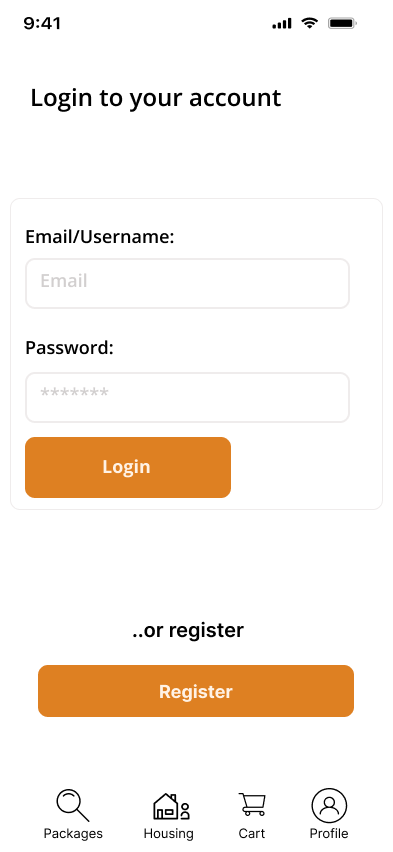 9:41
Login to your account
Email/Username:
Email
Password:
*******
Login
..or register
Register
Packages Housing Cart Profile